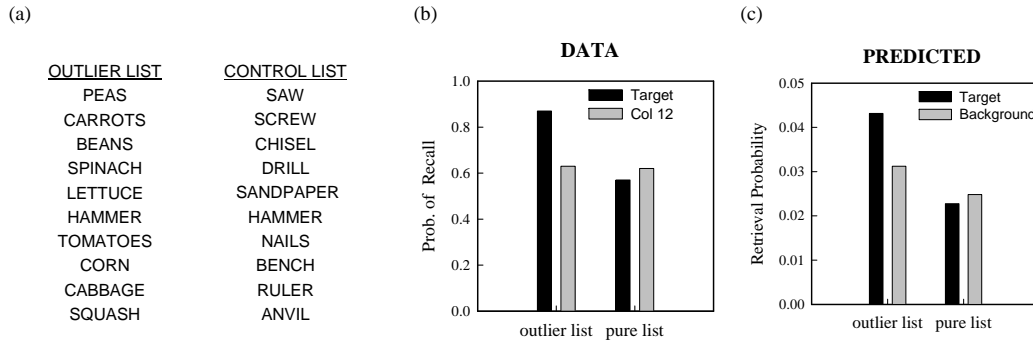 (a)
OUTLIER LIST CONTROL LIST
PEAS SAW
CARROTS SCREW
BEANS CHISEL
SPINACH DRILL
LETTUCE SANDPAPER
HAMMER HAMMER
TOMATOES NAILS
CORN BENCH
CABBAGE RULER
SQUASH ANVIL
(b)
DATA
Prob. of Recall
1.0
0.8
0.6
0.4
0.2
0.0
Target
Col 12
outlier list pure list
(c)
PREDICTED
Retrieval Probability
0.05
0.04
0.03
0.02
0.01
0.00
Target
Background
outlier list pure list